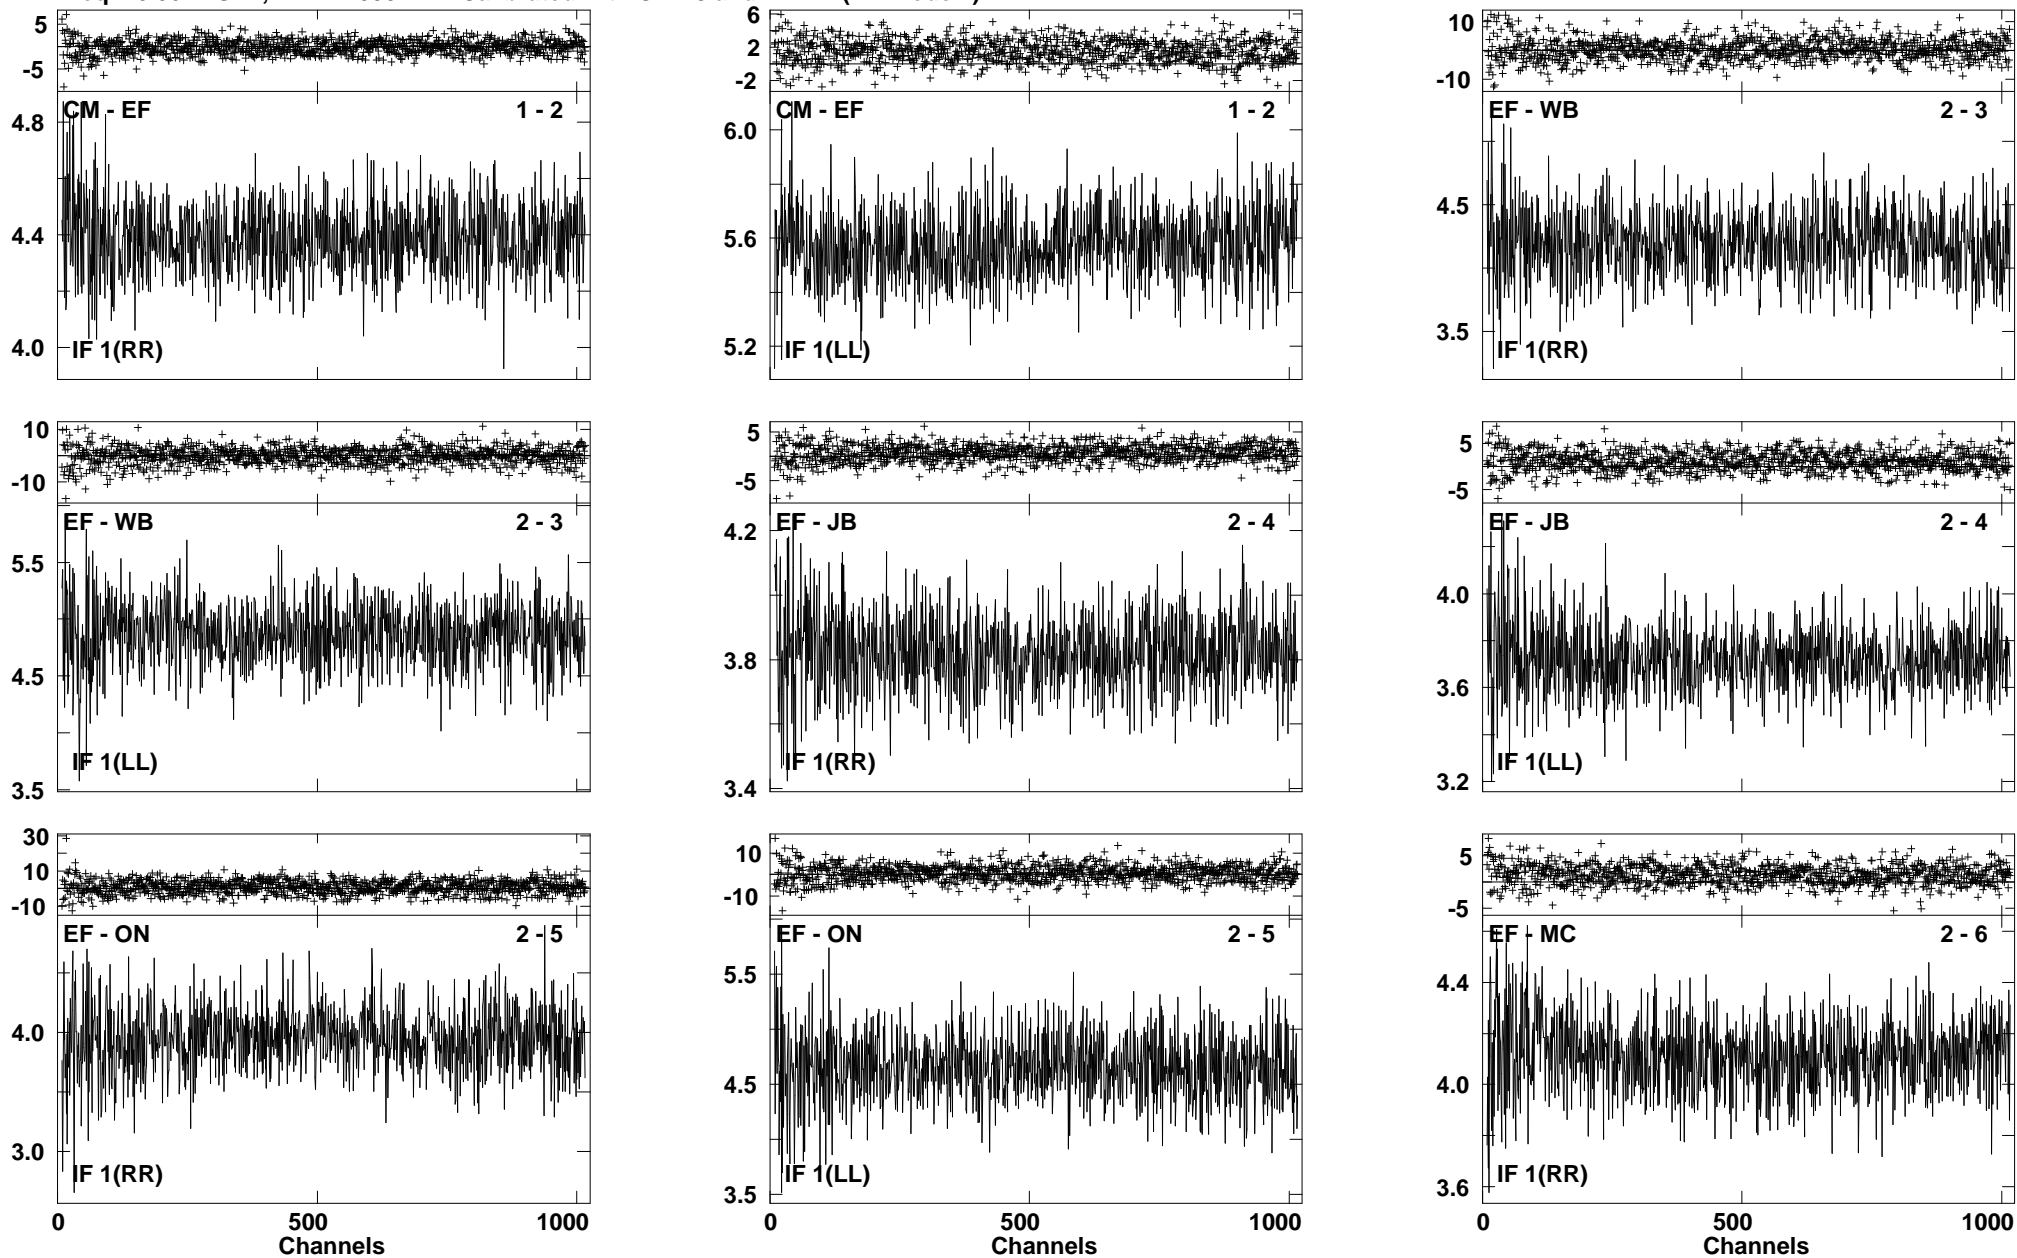 5
-5
CM - EF 1 - 2
4.8
4.4
4.0
IF 1(RR)
6
2
-2
CM - EF 1 - 2
6.0
5.6
5.2
IF 1(LL)
10
-10
EF - WB 2 - 3
4.5
3.5
IF 1(RR)
10
-10
EF - WB 2 - 3
5.5
4.5
3.5
IF 1(LL)
5
-5
EF - JB 2 - 4
4.2
3.8
3.4
IF 1(RR)
5
-5
EF - JB 2 - 4
4.0
3.6
3.2
IF 1(LL)
30
10
-10
EF - ON 2 - 5
4.0
3.0
IF 1(RR)
0 500 1000
Channels
10
-10
EF - ON 2 - 5
5.5
4.5
3.5
IF 1(LL)
0 500 1000
Channels
5
-5
EF - MC 2 - 6
4.4
4.0
3.6
IF 1(RR)
0 500 1000
Channels